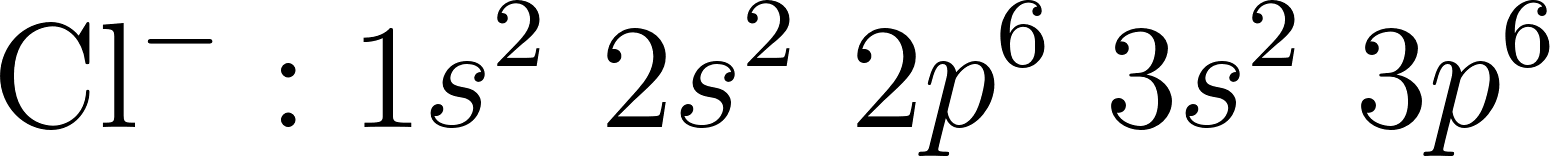 Cl⁻ : 1s² 2s² 2p⁶ 3s² 3p⁶